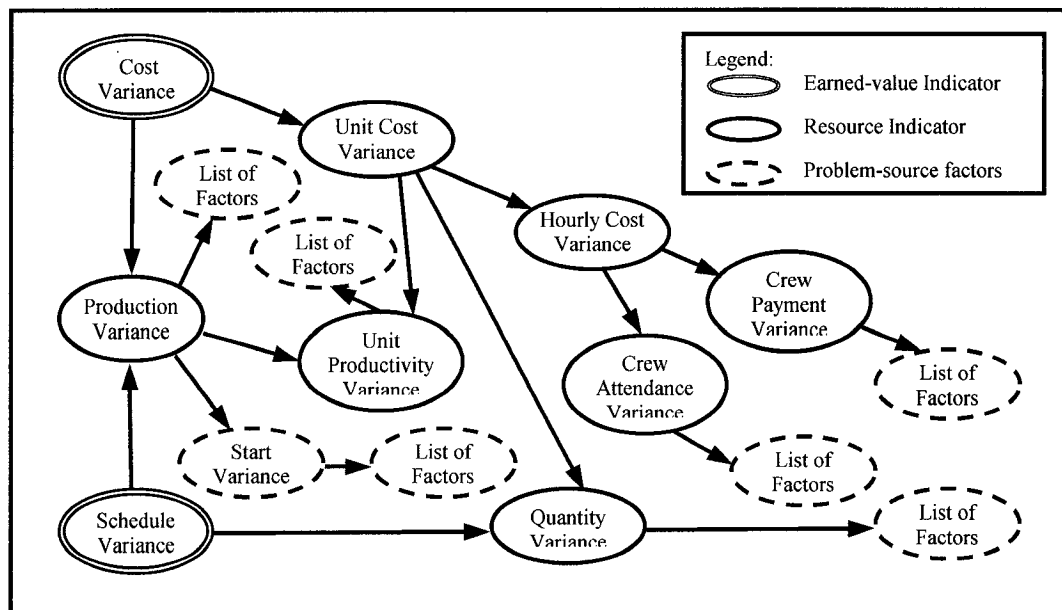 Cost
Variance
Unit Cost
Variance
List of
Factors
List of
Factors
Hourly Cost
Variance
Crew
Payment
Variance
Production
Variance
Unit
Productivity
Variance
Crew
Attendance
Variance
List of
Factors
Start
Variance
List of
Factors
List of
Factors
Schedule
Variance
Quantity
Variance
List of
Factors
Legend:
Earned-value Indicator
Resource Indicator
Problem-source factors